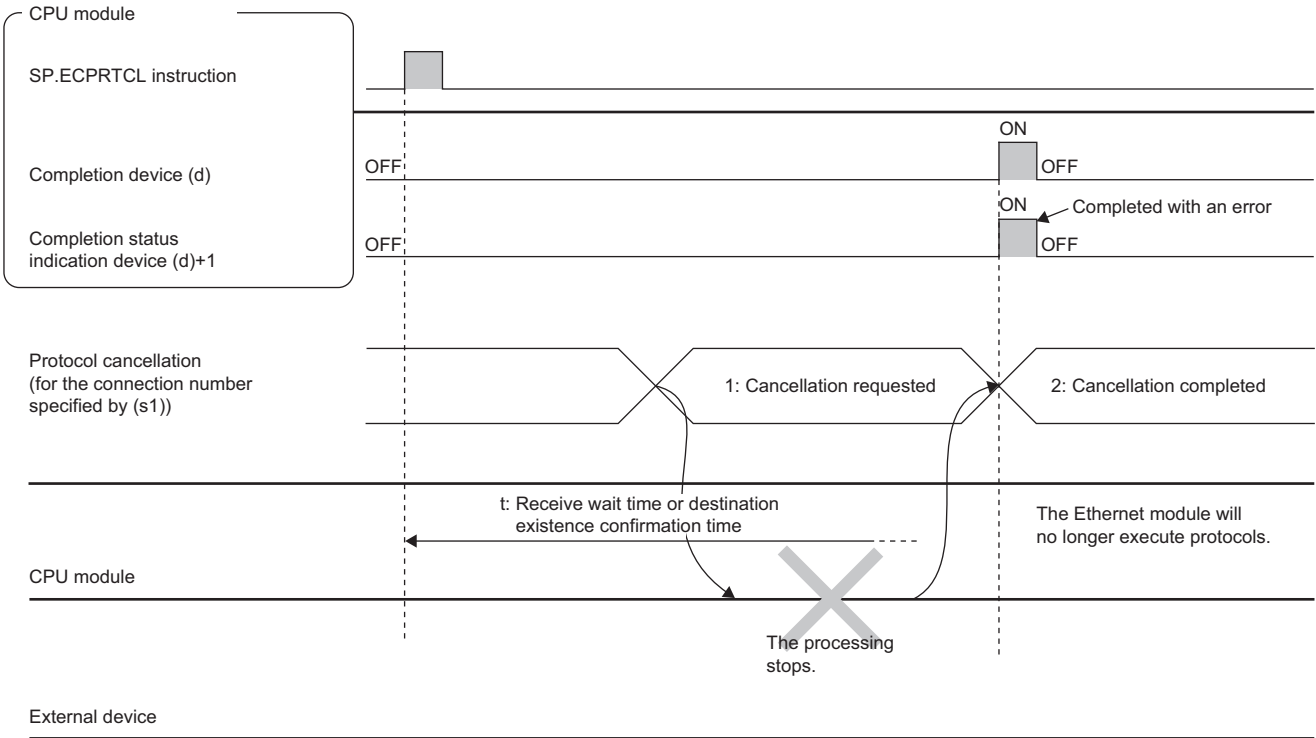 CPU module
SP.ECPRTCL instruction
ON
Completion device (d)
OFF
OFF
ON
Completed with an error
Completion status
indication device (d)+1
OFF
OFF
Protocol cancellation
(for the connection number
specified by (s1))
1: Cancellation requested
2: Cancellation completed
t: Receive wait time or destination
existence confirmation time
The Ethernet module will
no longer execute protocols.
CPU module
The processing
stops.
External device